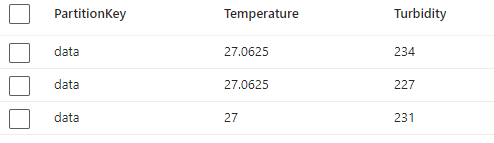 PartitionKey Temperature Turbidity
data 27.0625 234
data 27.0625 227
data 27 231